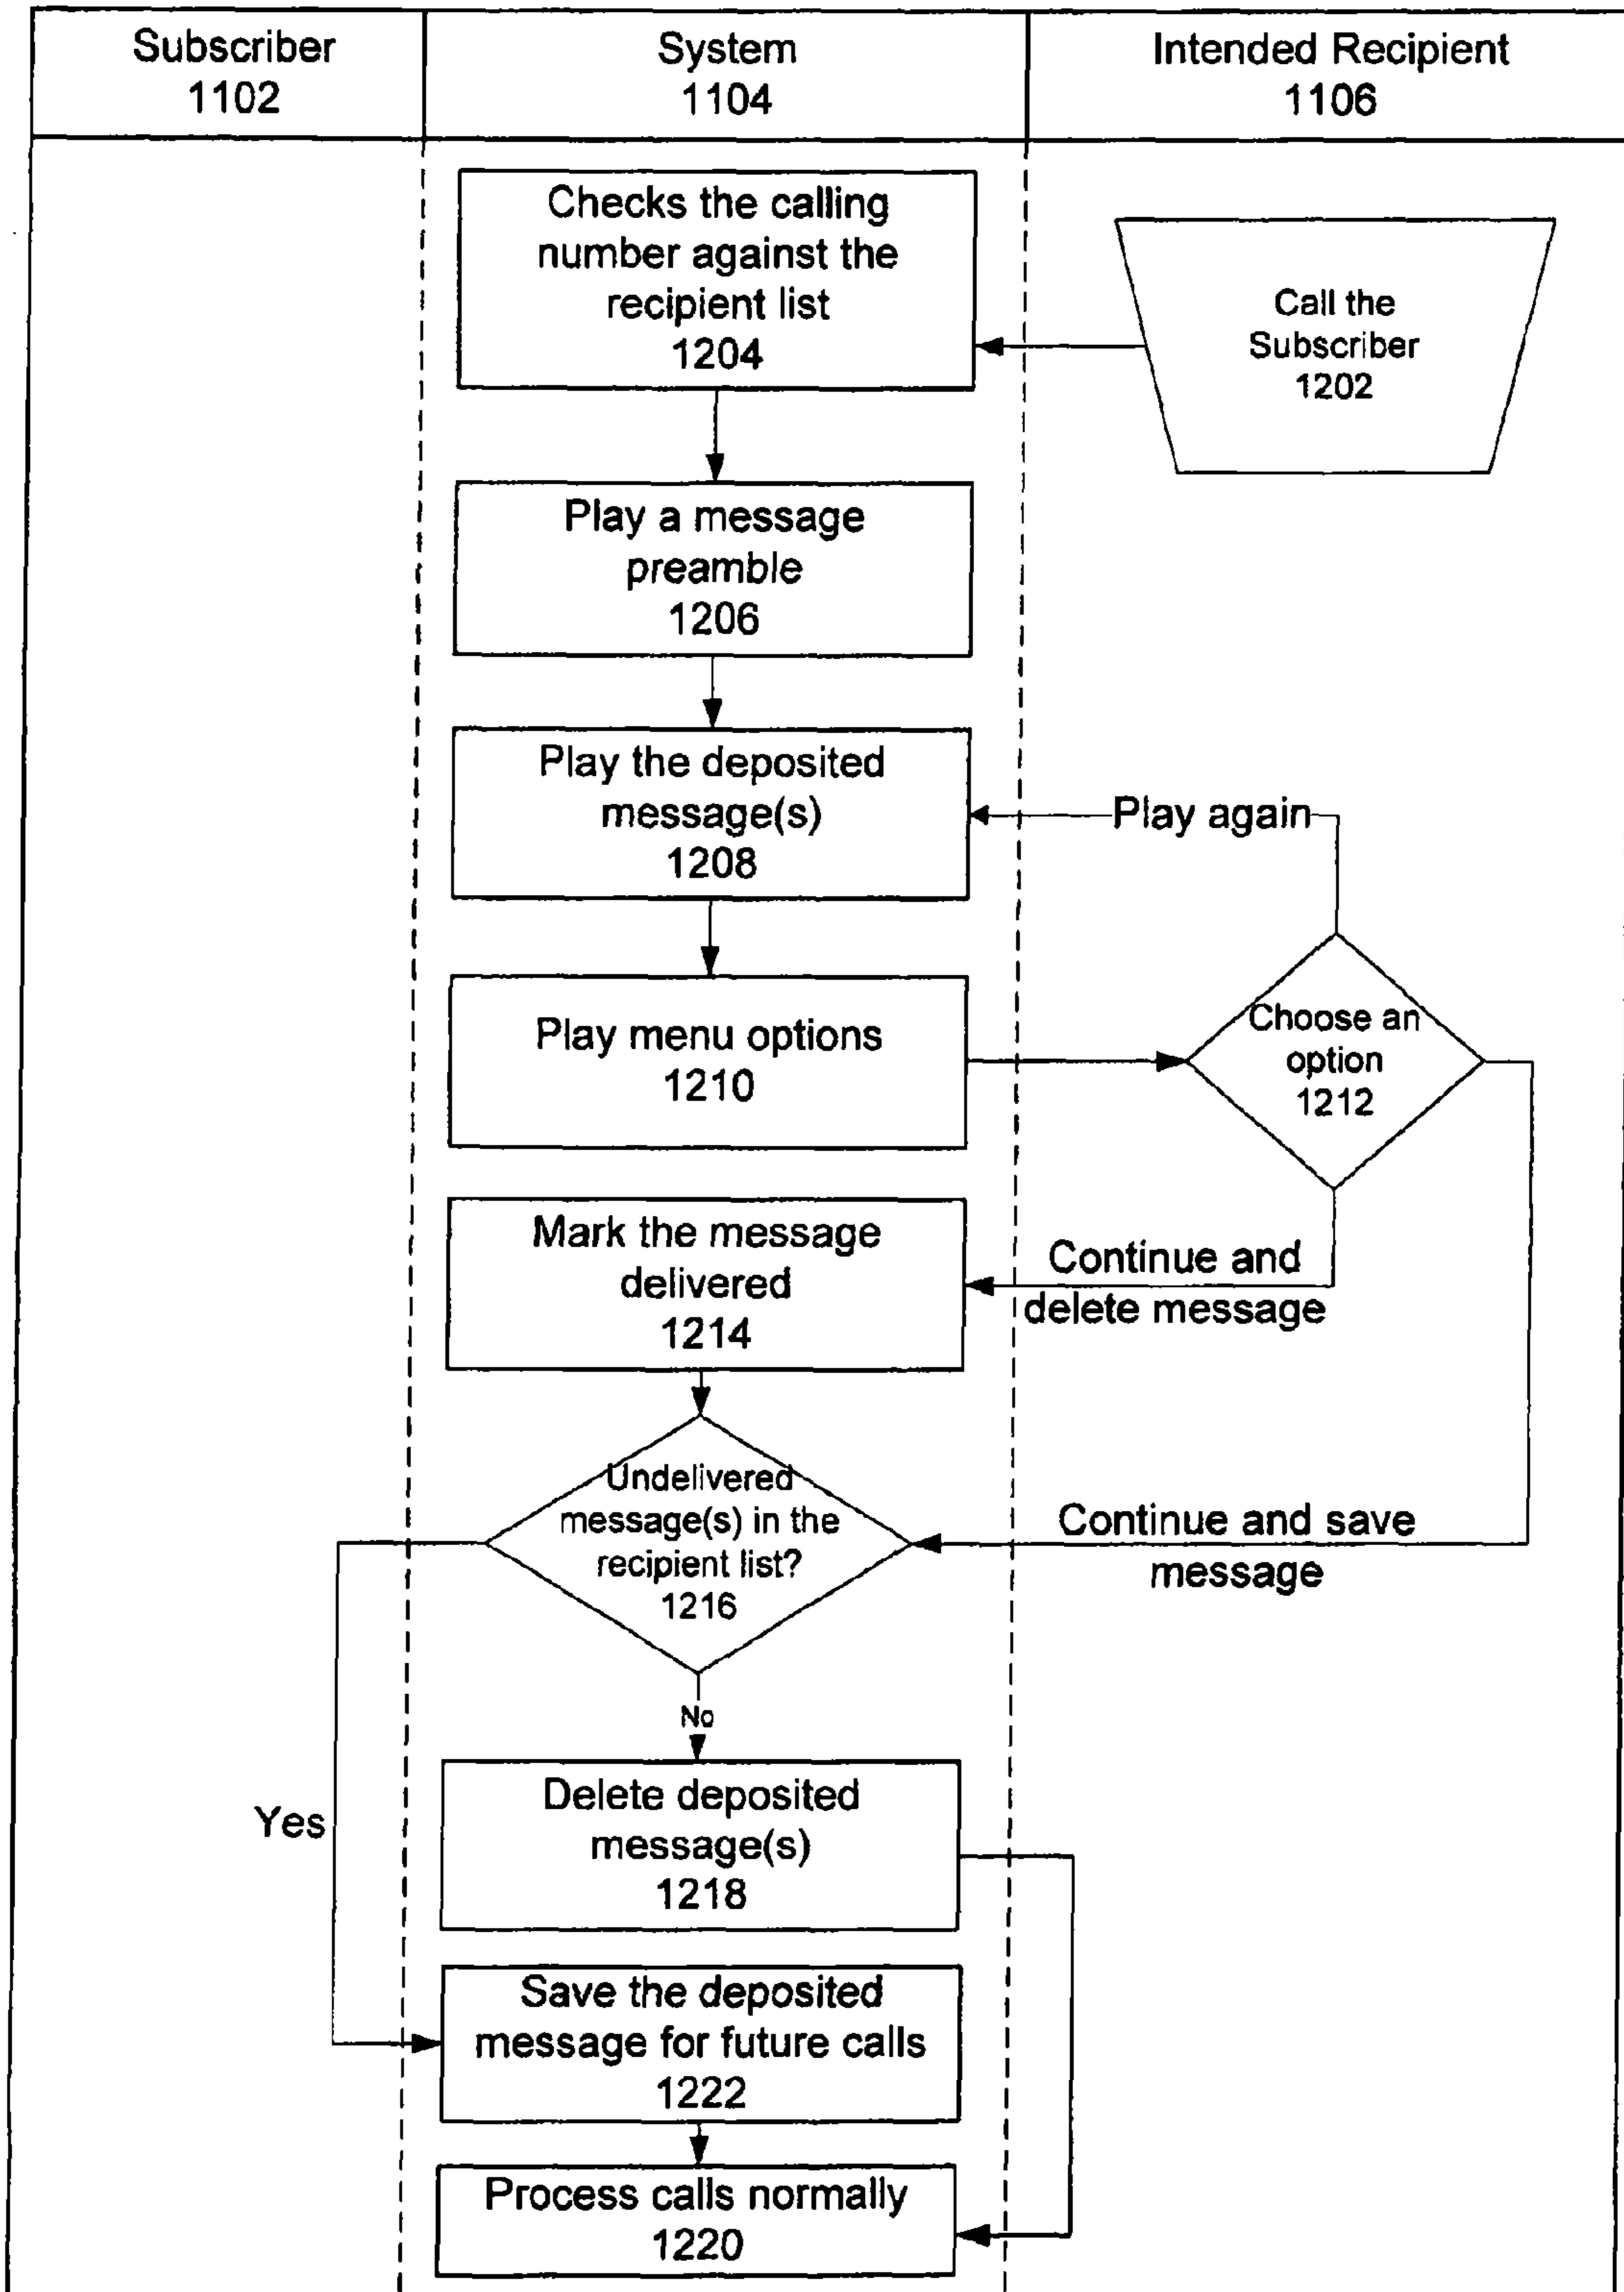 Subscriber
1102
System
1104
Intended Recipient
1106
Checks the calling
number against the
recipient list
1204
Call the
Subscriber
1202
Play a message
preamble
1206
Play the deposited
message(s)
1208
Play again
Play menu options
1210
Choose an
option
1212
Mark the message
delivered
1214
Continue and
delete message
Undelivered
message(s) in the
recipient list?
1216
Continue and save
message
No
Yes
Delete deposited
message(s)
1218
Save the deposited
message for future calls
1222
Process calls normally
1220